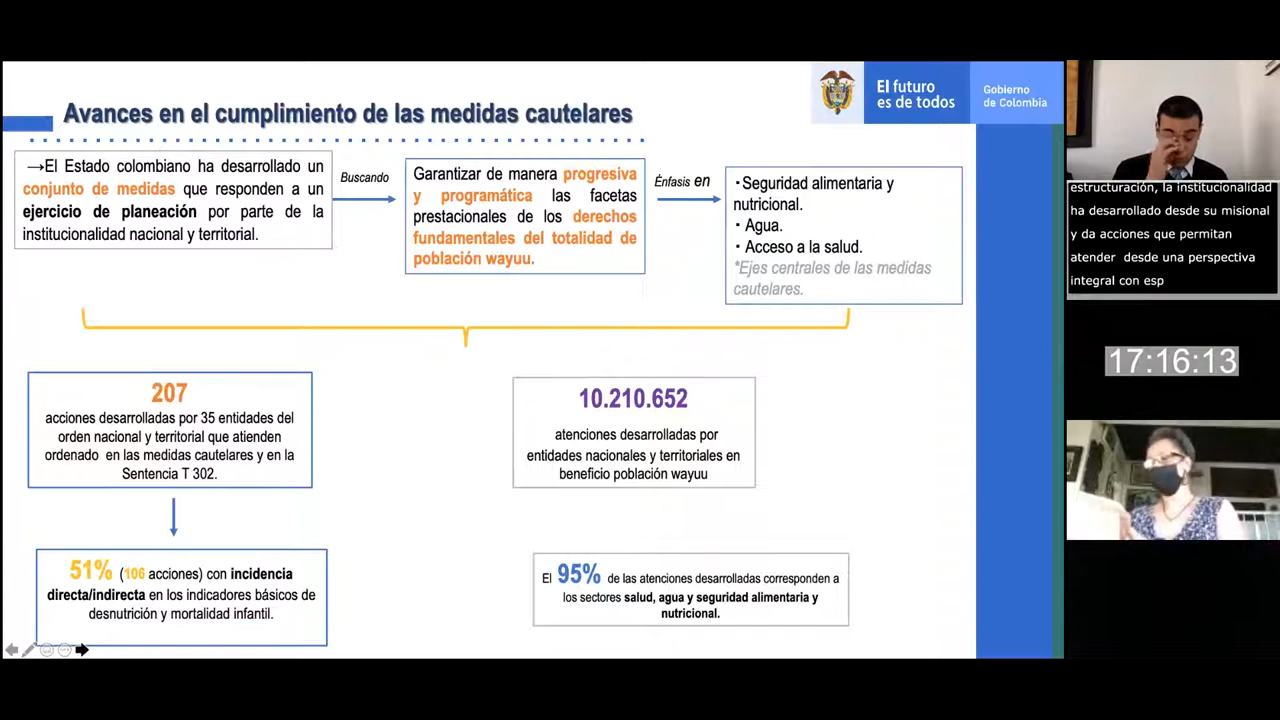 Avances en el cumplimiento de las medidas cautelares
El futuro
es de todos
Gobierno
de Colombia
→El Estado colombiano ha desarrollado un
conjunto de medidas que responden a un
ejercicio de planeación por parte de la
institucionalidad nacional y territorial.
Buscando
Garantizar de manera progresiva
y programática las facetas
prestacionales de los derechos
fundamentales del totalidad de
población wayuu.
Énfasis en
·Seguridad alimentaria y
nutricional.
·Agua.
·Acceso a la salud.
*Ejes centrales de las medidas
cautelares.
207
acciones desarrolladas por 35 entidades del
orden nacional y territorial que atienden
ordenado en las medidas cautelares y en la
Sentencia T 302.
10.210.652
atenciones desarrolladas por
entidades nacionales y territoriales en
beneficio población wayuu
51% (106 acciones) con incidencia
directa/indirecta en los indicadores básicos de
desnutrición y mortalidad infantil.
El 95% de las atenciones desarrolladas corresponden a
los sectores salud, agua y seguridad alimentaria y
nutricional.
estructuración, la institucionalidad
ha desarrollado desde su misional
y da acciones que permitan
atender desde una perspectiva
integral con esp
17:16:13